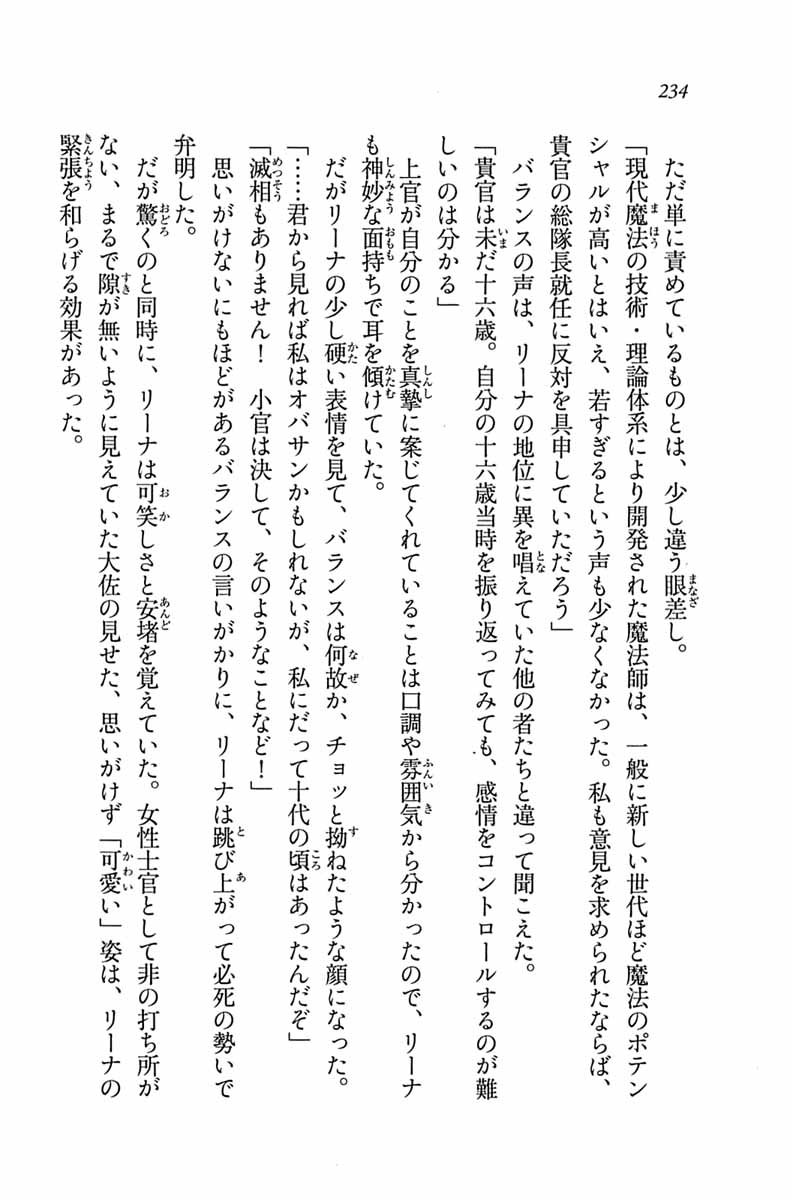 234
ただ単に責めているものとは、少し違う眼差し。
「現代魔法の技術・理論体系により開発された魔法師は、一般に新しい世代ほど魔法のポテン
シャルが高いとはいえ、若すぎるという声も少なくなかった。私も意見を求められたならば、
貴官の総隊長就任に反対を具申していただろう」
バランスの声は、リーナの地位に異を唱えていた他の者たちと違って聞こえた。
「貴官は未だ十六歳。自分の十六歳当時を振り返ってみても、感情をコントロールするのが難
しいのは分かる」
上官が自分のことを真摯に案じてくれていることは口調や雰囲気から分かったので、リーナ
も神妙な面持ちで耳を傾けていた。
だがリーナの少し硬い表情を見て、バランスは何故か、チョッと拗ねたような顔になった。
「……君から見れば私はオバサンかもしれないが、私にだって十代の頃はあったんだぞ」
「滅相もありません！　小官は決して、そのようなことなど！」
思いがけないにもほどがあるバランスの言いがかりに、リーナは跳び上がって必死の勢いで
弁明した。
だが驚くのと同時に、リーナは可笑しさと安堵を覚えていた。女性士官として非の打ち所が
ない、まるで隙が無いように見えていた大佐の見せた、思いがけず「可愛い」姿は、リーナの
緊張を和らげる効果があった。